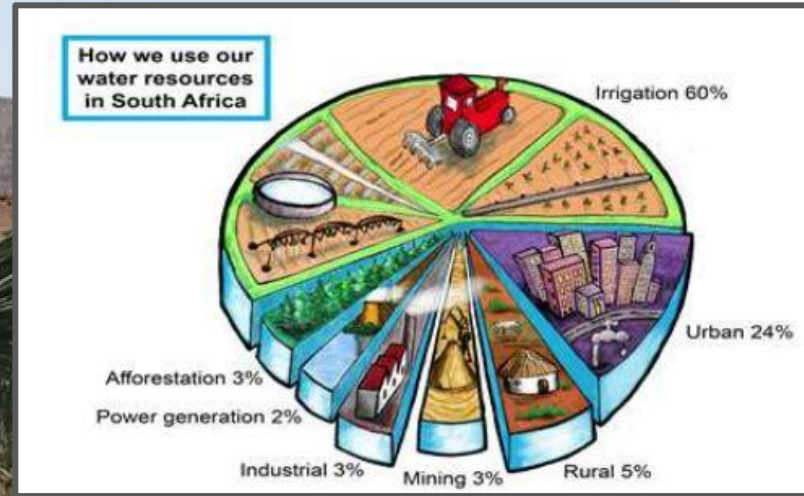 How we use our
water resources
in South Africa
Irrigation 60%
Urban 24%
Afforestation 3%
Power generation 2%
Industrial 3%
Mining 3%
Rural 5%